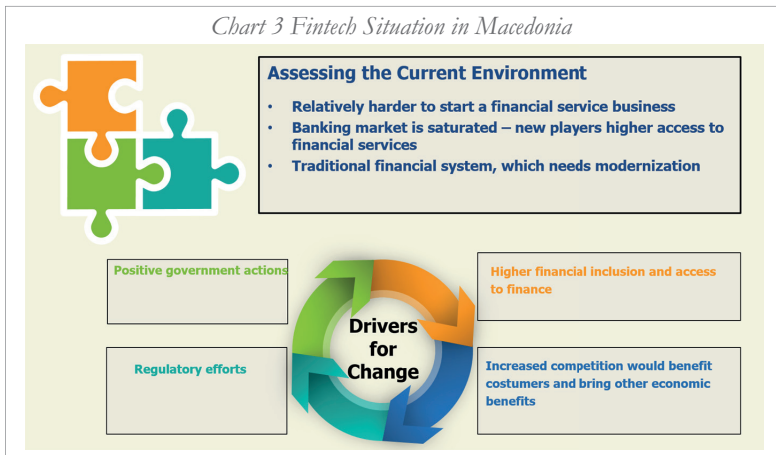 Chart 3 Fintech Situation in Macedonia
Assessing the Current Environment
• Relatively harder to start a financial service business
• Banking market is saturated – new players higher access to
financial services
• Traditional financial system, which needs modernization
Positive government actions
Higher financial inclusion and access
to finance
Drivers
for
Change
Regulatory efforts
Increased competition would benefit
costumers and bring other economic
benefits